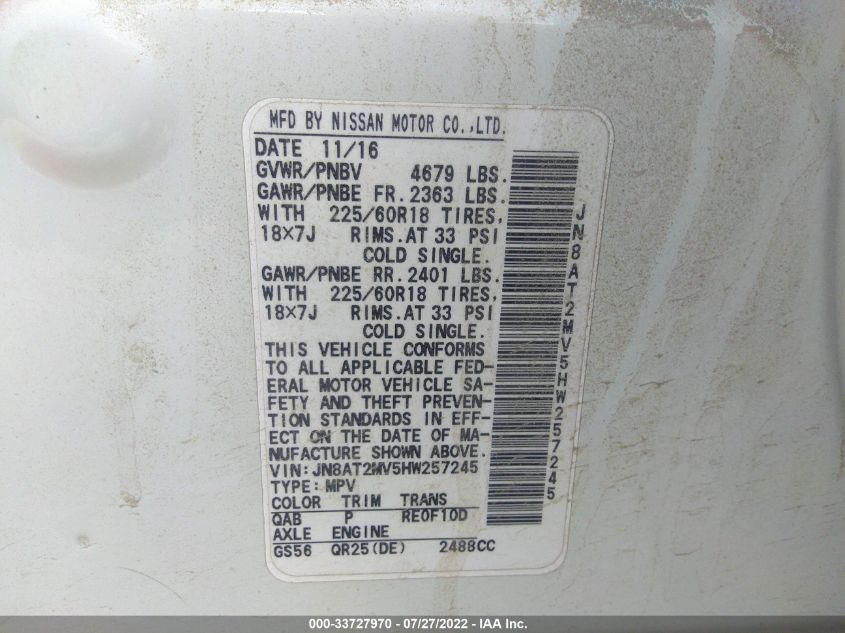 MFD BY NISSAN MOTOR CO.,LTD.
DATE 11/16
GVWR/PNBV 4679 LBS.
GAWR/PNBE FR. 2363 LBS.
WITH 225/60R18 TIRES,
18×7J RIMS. AT 33 PSI
COLD SINGLE.
GAWR/PNBE RR. 2401 LBS.
WITH 225/60R18 TIRES,
18×7J RIMS. AT 33 PSI
COLD SINGLE.
THIS VEHICLE CONFORMS
TO ALL APPLICABLE FED-
ERAL MOTOR VEHICLE SA-
FETY AND THEFT PREVEN-
TION STANDARDS IN EFF-
ECT ON THE DATE OF MA-
NUFACTURE SHOWN ABOVE.
VIN:JN8AT2MV5HW257245
TYPE:MPV
COLOR TRIM TRANS
QAB P RE0F10D
AXLE ENGINE
GS56 QR25(DE) 2488CC
JN8AT2MV5HW257245
000-33727970 / 07/27/2022 - © IAA Inc.